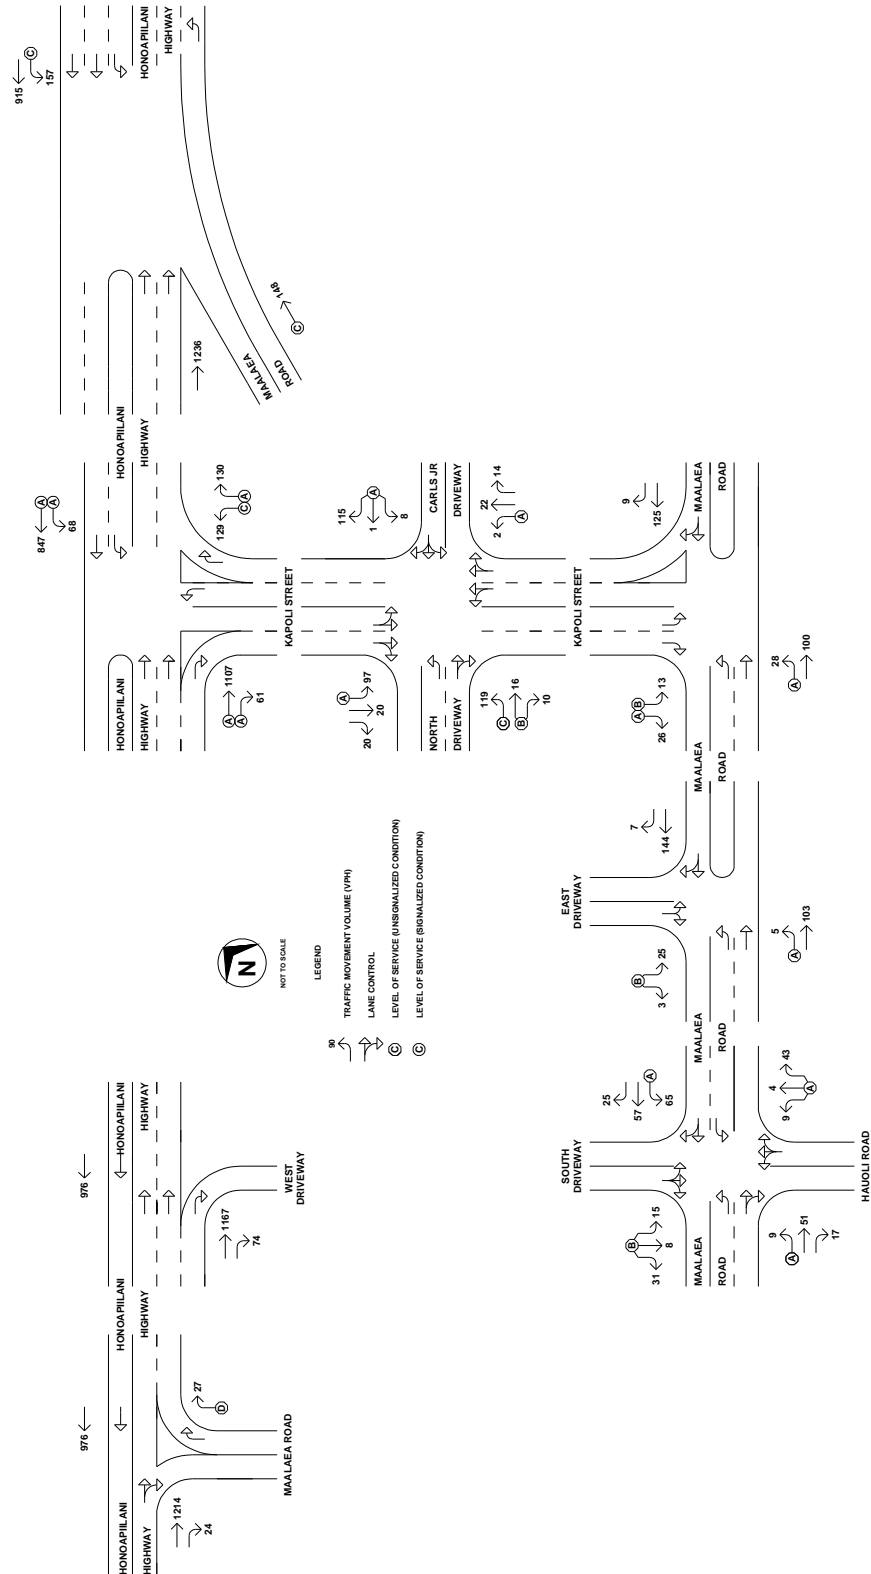 915
C
157
HONOAPIILANI
HIGHWAY
148
C
MAALAEA
ROAD
1236
HONOAPIILANI
HIGHWAY
847
A
A
68
130
C A
129
115
A
1
8
CARLS JR
DRIVEWAY
14
22
2
A
9
125
MAALAEA
ROAD
KAPOLI STREET
KAPOLI STREET
HONOAPIILANI
HIGHWAY
1107
A
A
61
A
97
20
20
NORTH
DRIVEWAY
119
16
C
B
10
A B
13
26
28
A
100
MAALAEA
ROAD
7
144
EAST
DRIVEWAY
B
25
3
5
A
103
MAALAEA
ROAD
N
NOT TO SCALE
LEGEND
90
TRAFFIC MOVEMENT VOLUME (VPH)
LANE CONTROL
C
LEVEL OF SERVICE (UNSIGNALIZED CONDITION)
C
LEVEL OF SERVICE (SIGNALIZED CONDITION)
25
57
A
65
43
4
A
9
SOUTH
DRIVEWAY
HAUOLI ROAD
B
15
8
31
MAALAEA
ROAD
9
A
51
17
HONOAPIILANI
HIGHWAY
976
WEST
DRIVEWAY
1167
74
HONOAPIILANI
HIGHWAY
976
27
D
MAALAEA ROAD
1214
24
HONOAPIILANI
HIGHWAY